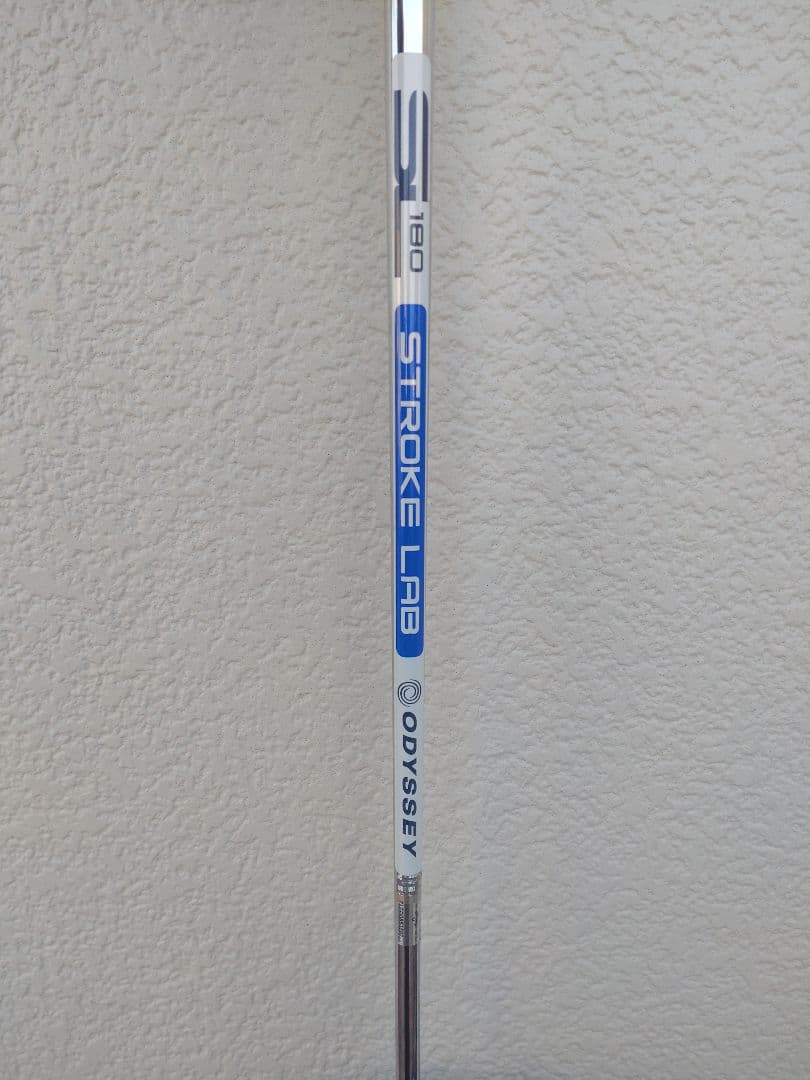 SL
180
STROKE LAB
ODYSSEY